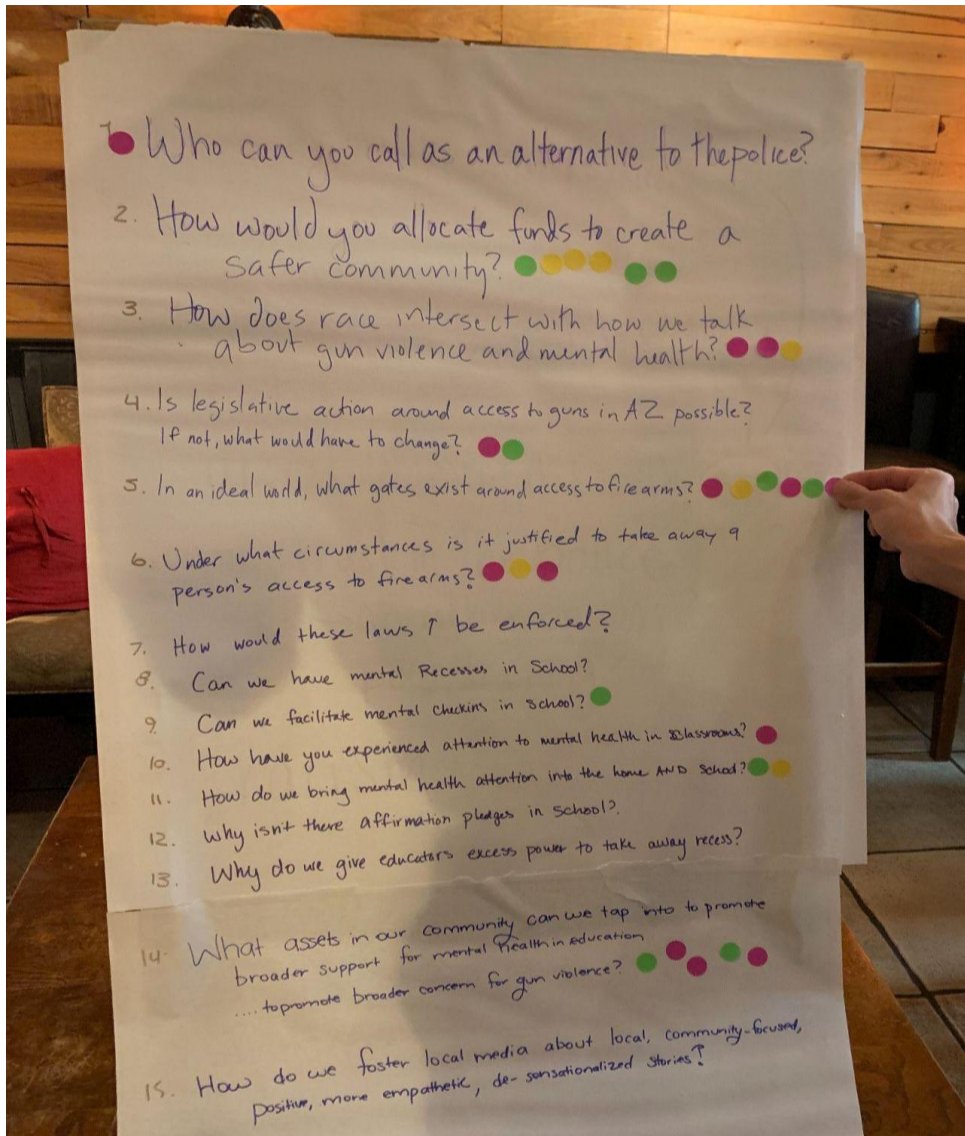 1. Who can you call as an alternative to the police?
2. How would you allocate funds to create a
safer community?
3. How does race intersect with how we talk
about gun violence and mental health?
4. Is legislative action around access to guns in AZ possible?
If not, what would have to change?
5. In an ideal world, what gates exist around access to firearms?
6. Under what circumstances is it justified to take away a
person's access to firearms?
7. How would these laws ↑ be enforced?
8. Can we have mental Recesses in School?
9. Can we facilitate mental checkins in school?
10. How have you experienced attention to mental health in classrooms?
11. How do we bring mental health attention into the home AND School?
12. Why isn't there affirmation pledges in school?
13. Why do we give educators excess power to take away recess?
14. What assets in our community can we tap into to promote
broader support for mental health in education
.... to promote broader concern for gun violence?
15. How do we foster local media about local, community-focused,
positive, more empathetic, de-sensationalized stories?